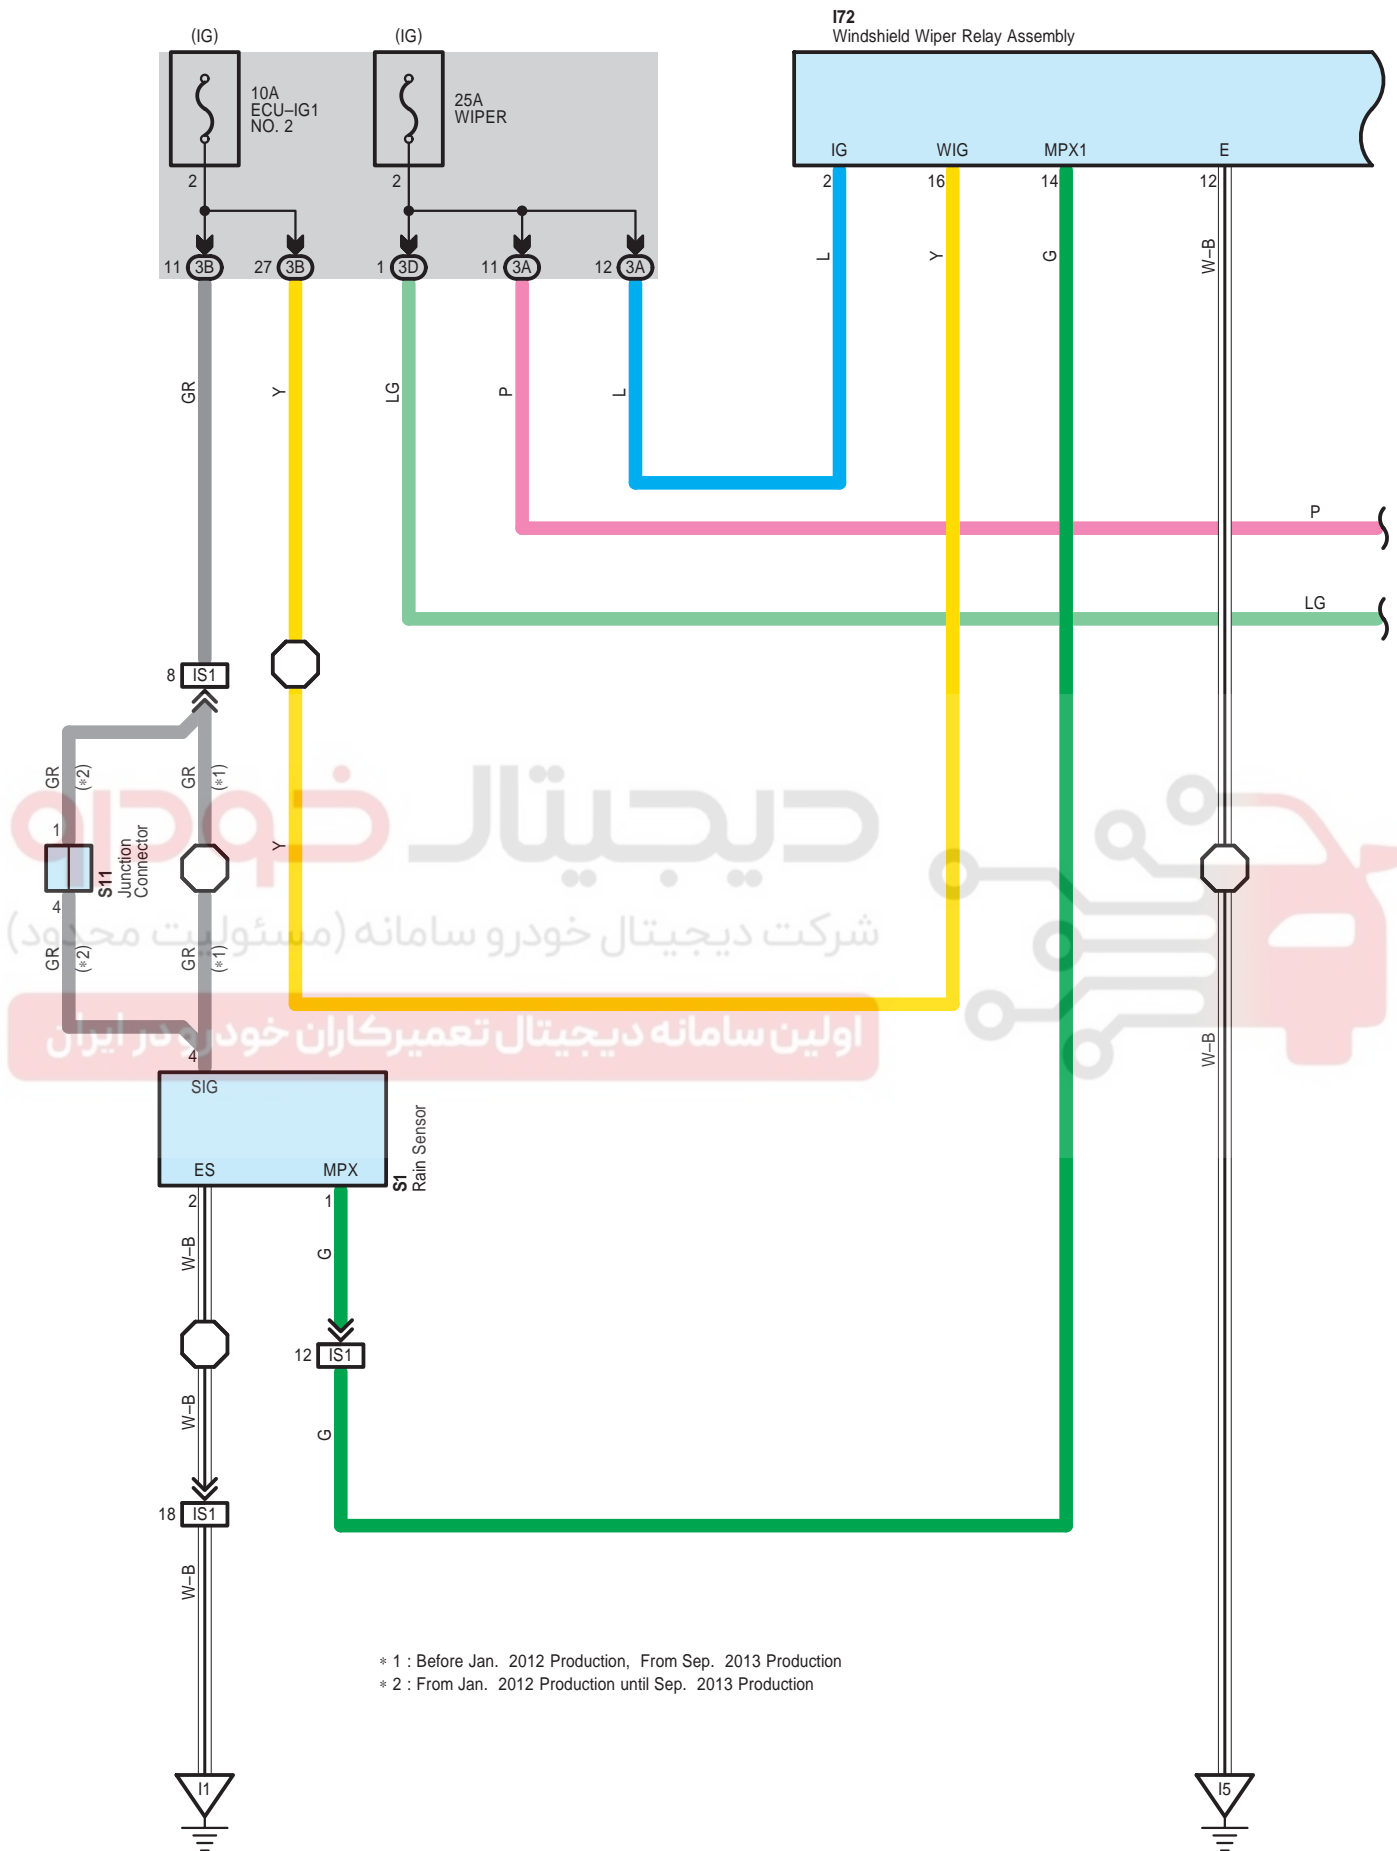 I72
Windshield Wiper Relay Assembly
(IG)
(IG)
10A
ECU–IG1
NO. 2
25A
WIPER
IG
WIG
MPX1
E
2
2
2
16
14
12
11
3B
27
3B
1
3D
11
3A
12
3A
L
Y
G
W–B
GR
Y
LG
P
L
P
LG
8
IS1
GR
(∗2)
GR
(∗1)
دیجیتال خودرو
1
S11
Junction
Connector
Y
4
شرکت دیجیتال خودرو سامانه (مسئولیت محدود)
GR
(∗2)
GR
(∗1)
اولین سامانه دیجیتال تعمیرکاران خودرو در ایران
4
W–B
SIG
ES
MPX
S1
Rain Sensor
2
1
W–B
G
12
IS1
W–B
G
18
IS1
W–B
∗ 1 : Before Jan. 2012 Production, From Sep. 2013 Production
∗ 2 : From Jan. 2012 Production until Sep. 2013 Production
I1
I5